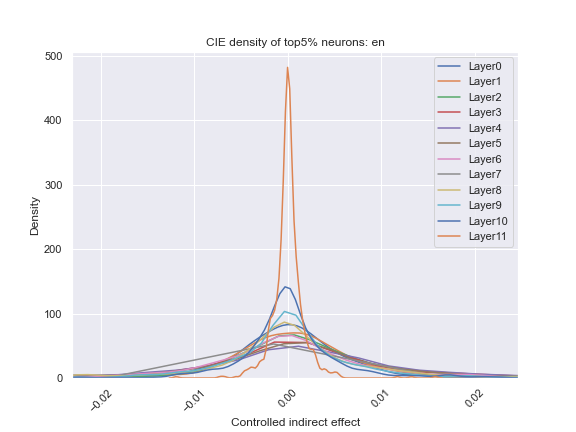 CIE density of top5% neurons: en
500
400
300
200
100
0
Density
-0.02
-0.01
0.00
0.01
0.02
Controlled indirect effect
Layer0
Layer1
Layer2
Layer3
Layer4
Layer5
Layer6
Layer7
Layer8
Layer9
Layer10
Layer11